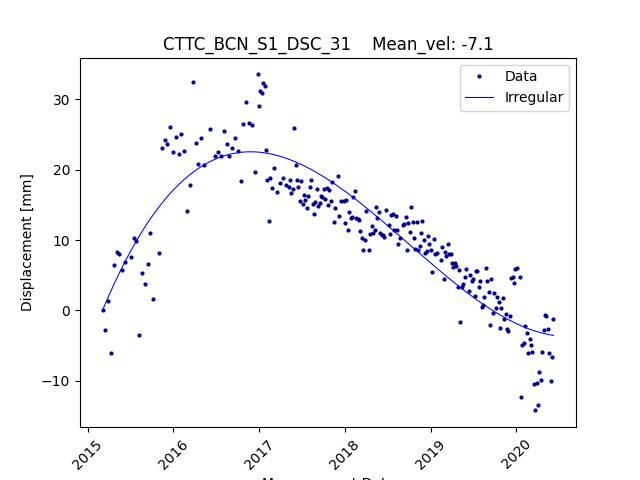 CTTC_BCN_S1_DSC_31    Mean_vel: -7.1
Data
Irregular
Displacement [mm]
30
20
10
0
−10
2015
2016
2017
2018
2019
2020